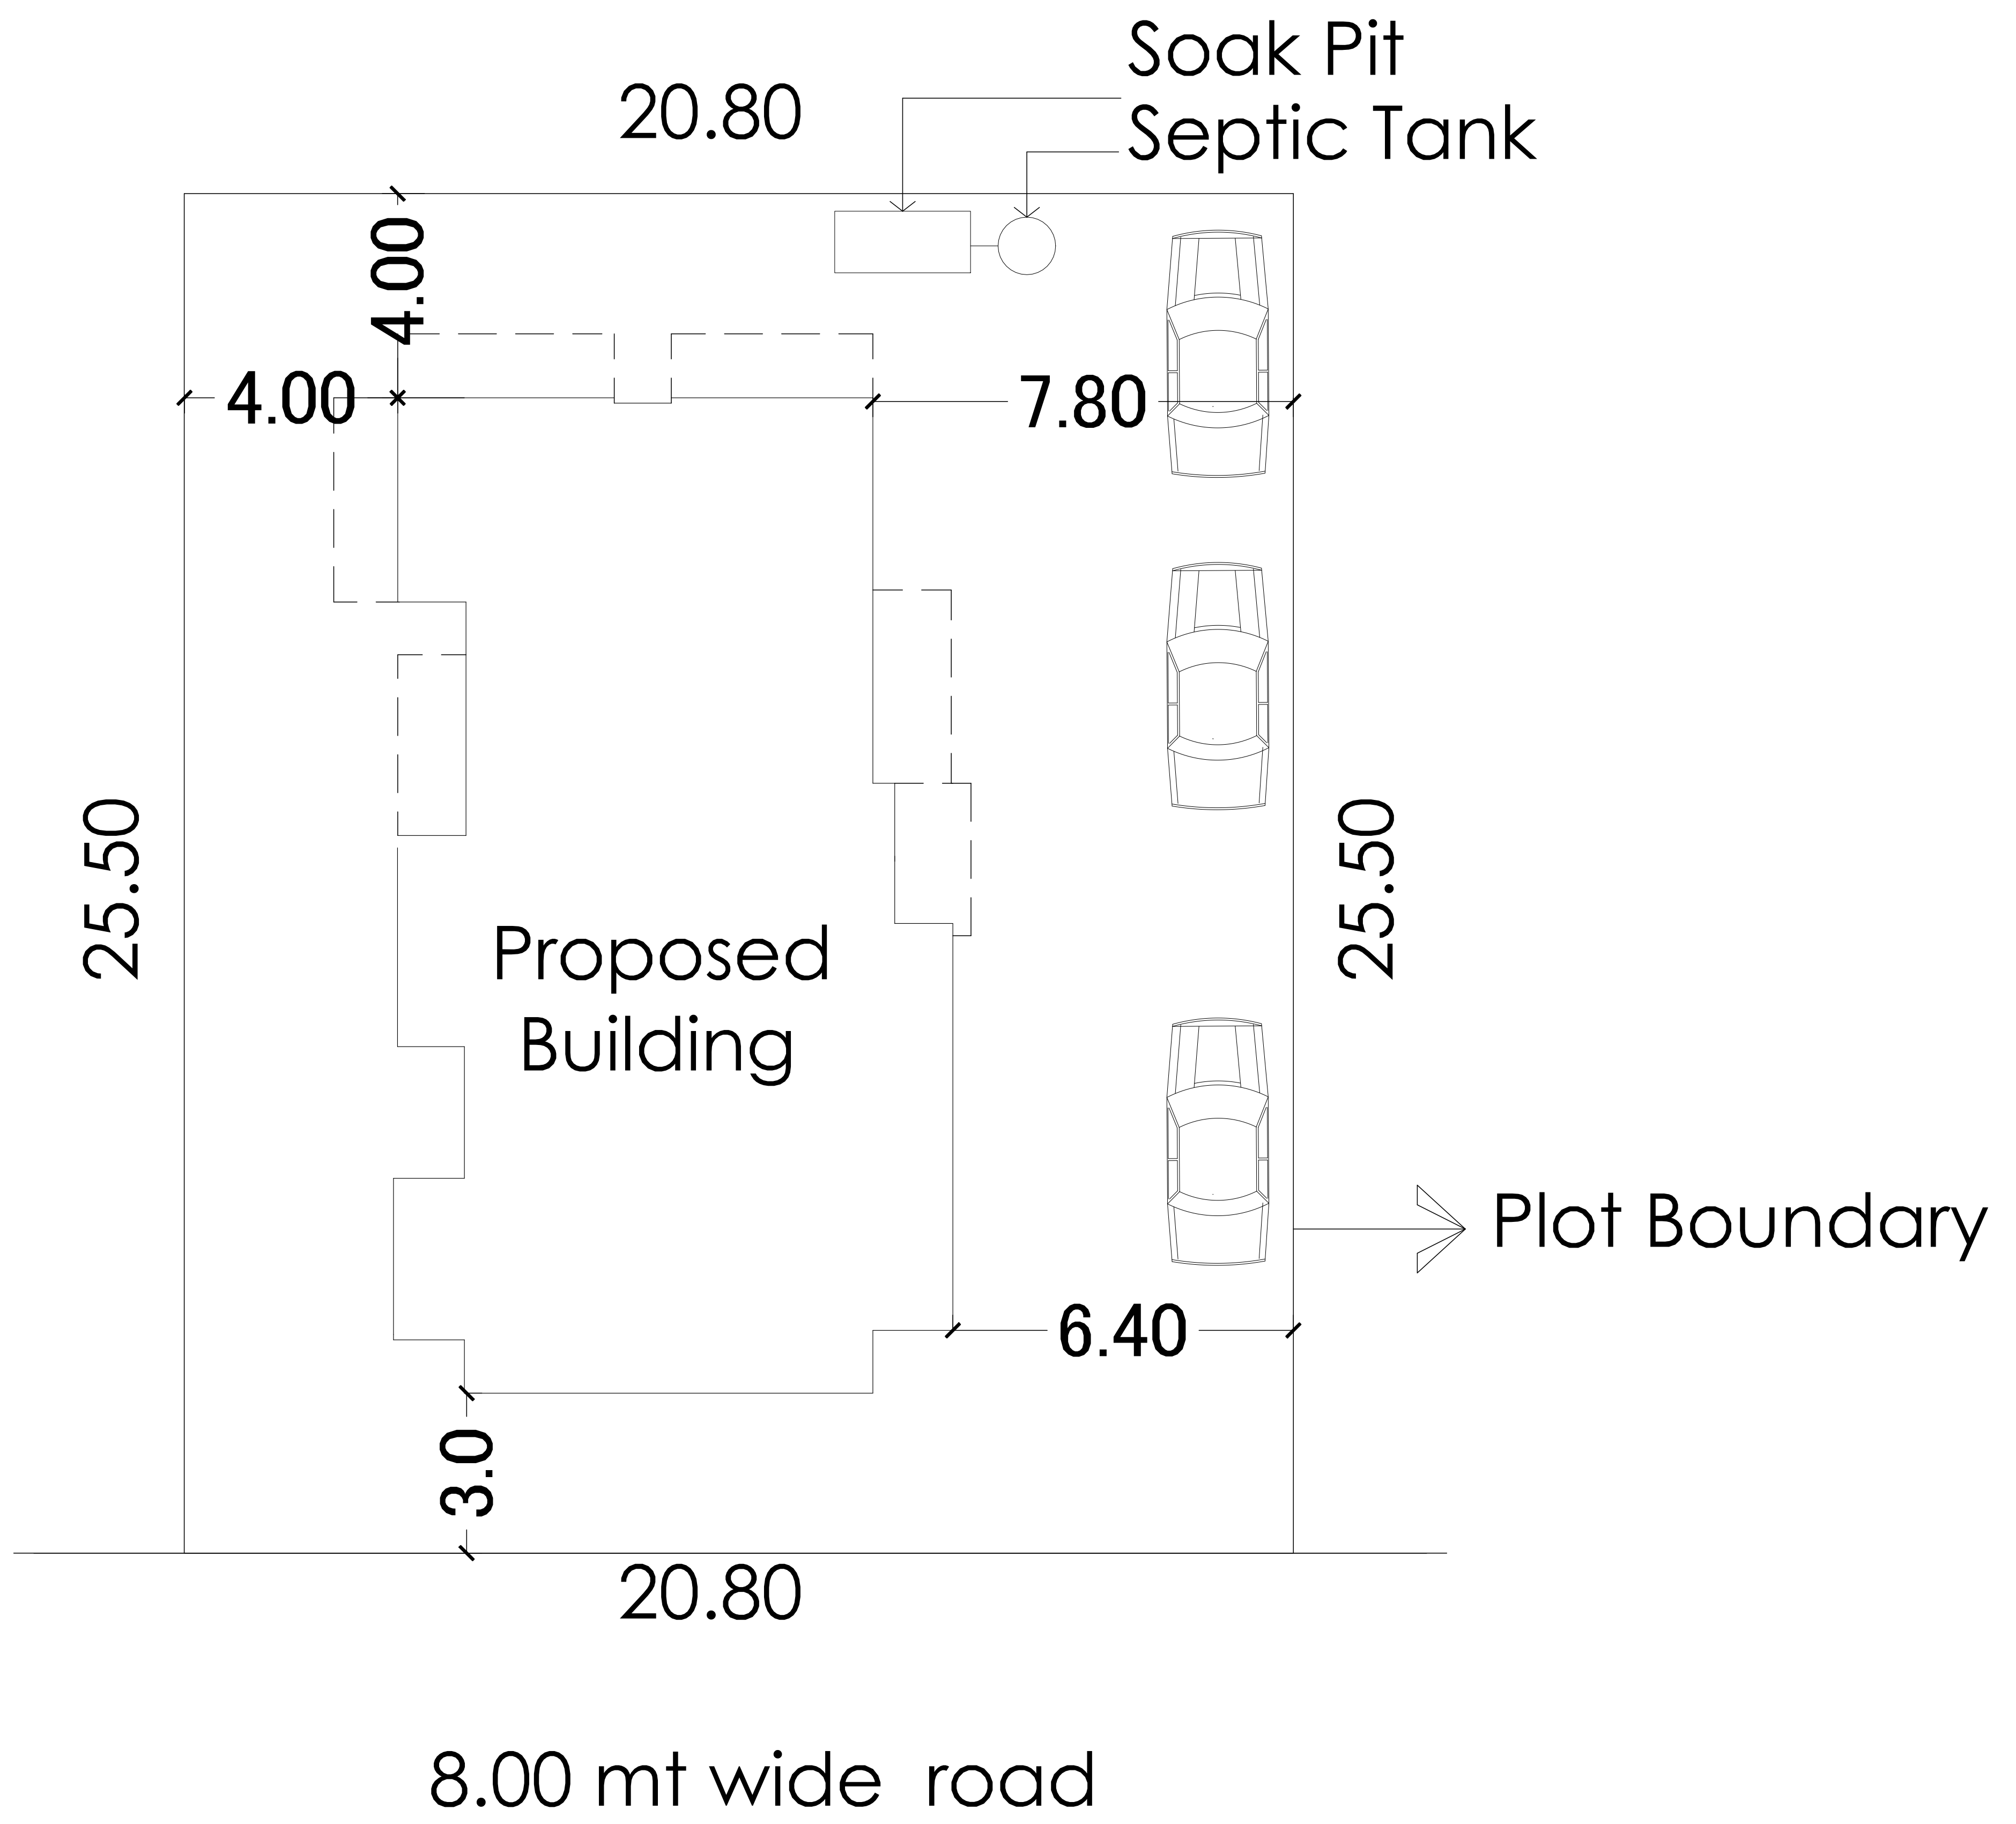 Soak Pit
20.80
Septic Tank
4.00
4.00
7.80
25.50
25.50
Proposed
Building
Plot Boundary
6.40
3.0
20.80
8.00 mt wide road